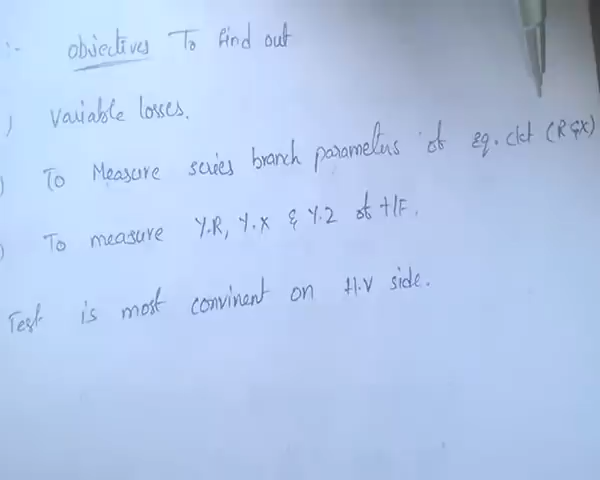 :- objectives To find out
) Variable losses.
) To Measure series branch parameters of eq. ckt (R&X)
) To measure %R, %X & %Z of t/F.
Test is most convinent on H.V side.